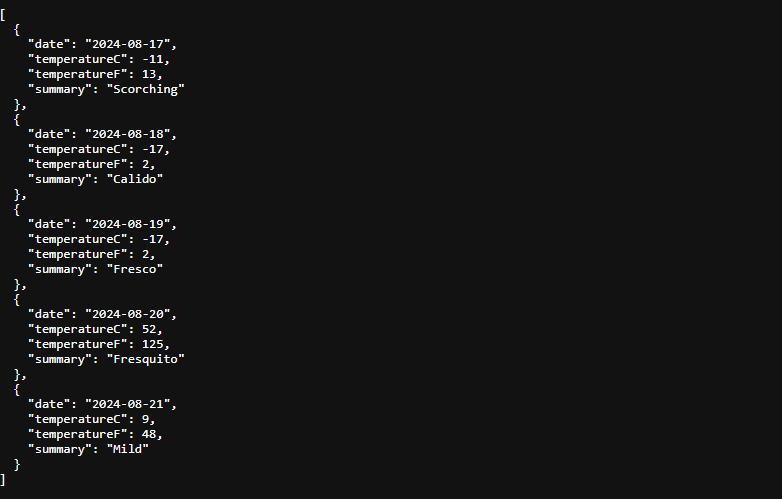 [
  {
    "date": "2024-08-17",
    "temperatureC": -11,
    "temperatureF": 13,
    "summary": "Scorching"
  },
  {
    "date": "2024-08-18",
    "temperatureC": -17,
    "temperatureF": 2,
    "summary": "Calido"
  },
  {
    "date": "2024-08-19",
    "temperatureC": -17,
    "temperatureF": 2,
    "summary": "Fresco"
  },
  {
    "date": "2024-08-20",
    "temperatureC": 52,
    "temperatureF": 125,
    "summary": "Fresquito"
  },
  {
    "date": "2024-08-21",
    "temperatureC": 9,
    "temperatureF": 48,
    "summary": "Mild"
  }
]